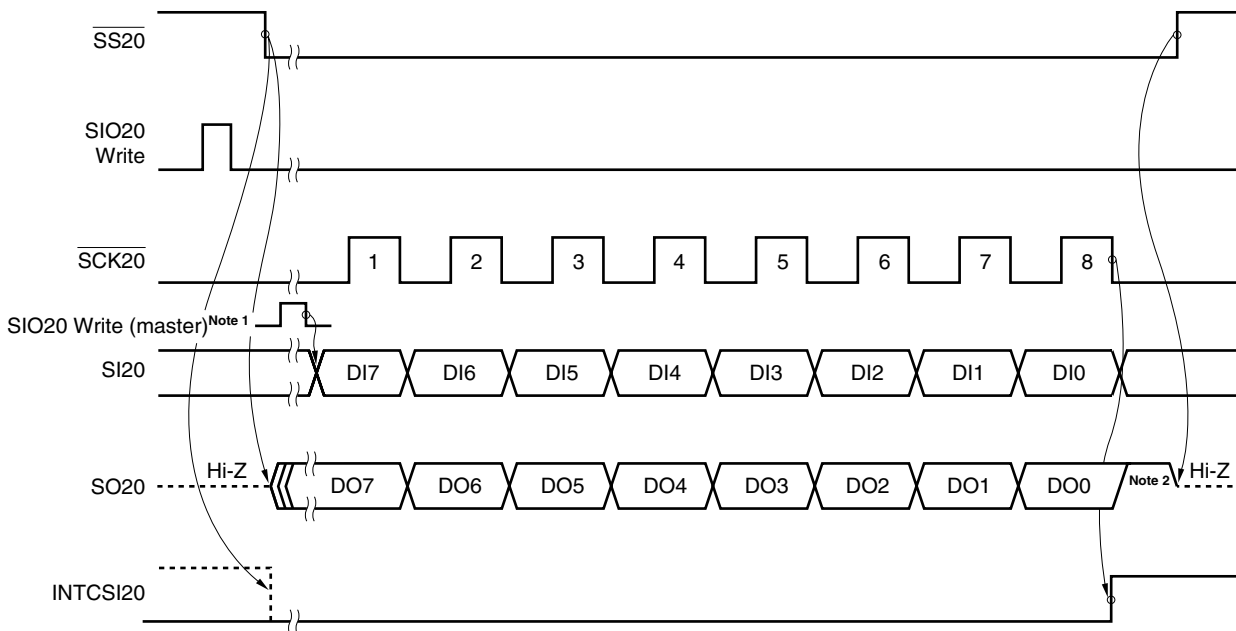 SS20
SIO20
Write
SCK20
1 2 3 4 5 6 7 8
SIO20 Write (master)Note 1
SI20
DI7 DI6 DI5 DI4 DI3 DI2 DI1 DI0
SO20
Hi-Z
DO7 DO6 DO5 DO4 DO3 DO2 DO1 DO0
Note 2
Hi-Z
INTCSI20